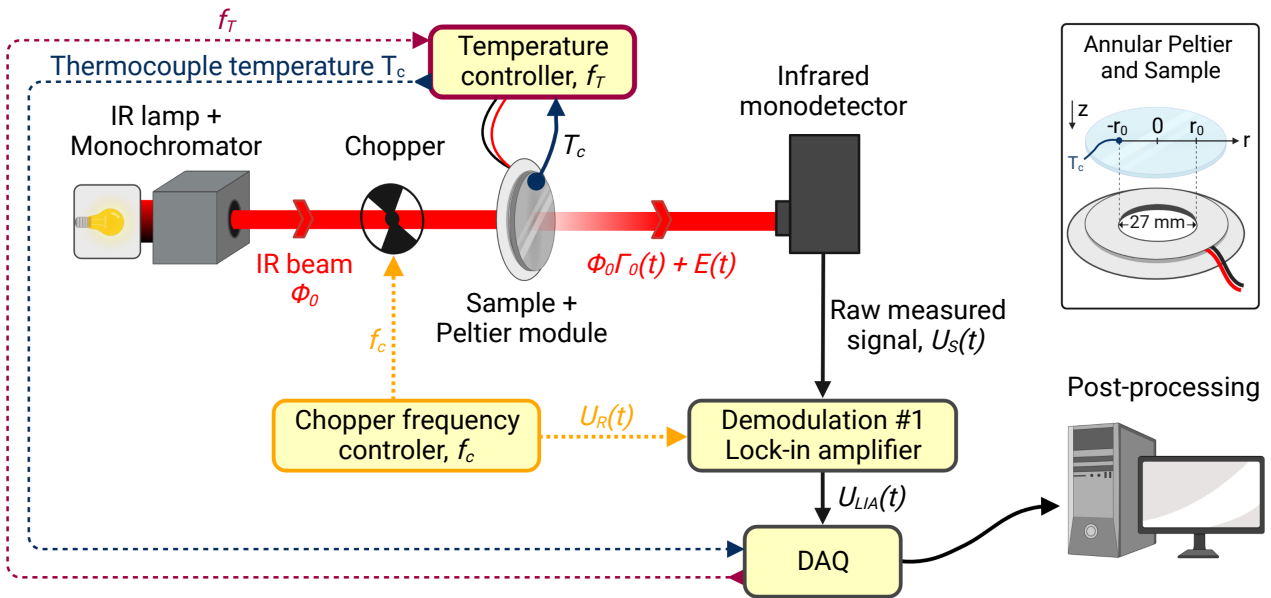 f_T
Thermocouple temperature T_c
Temperature
controller, f_T
IR lamp +
Monochromator
Chopper
T_c
Infrared
monodetector
IR beam
Φ_0
Φ_0Γ_0(t) + E(t)
Sample +
Peltier module
f_c
Raw measured
signal, U_S(t)
Chopper frequency
controler, f_c
U_R(t)
Demodulation #1
Lock-in amplifier
U_LIA(t)
DAQ
Post-processing
Annular Peltier
and Sample
z
-r_0
0
r_0
r
T_c
27 mm